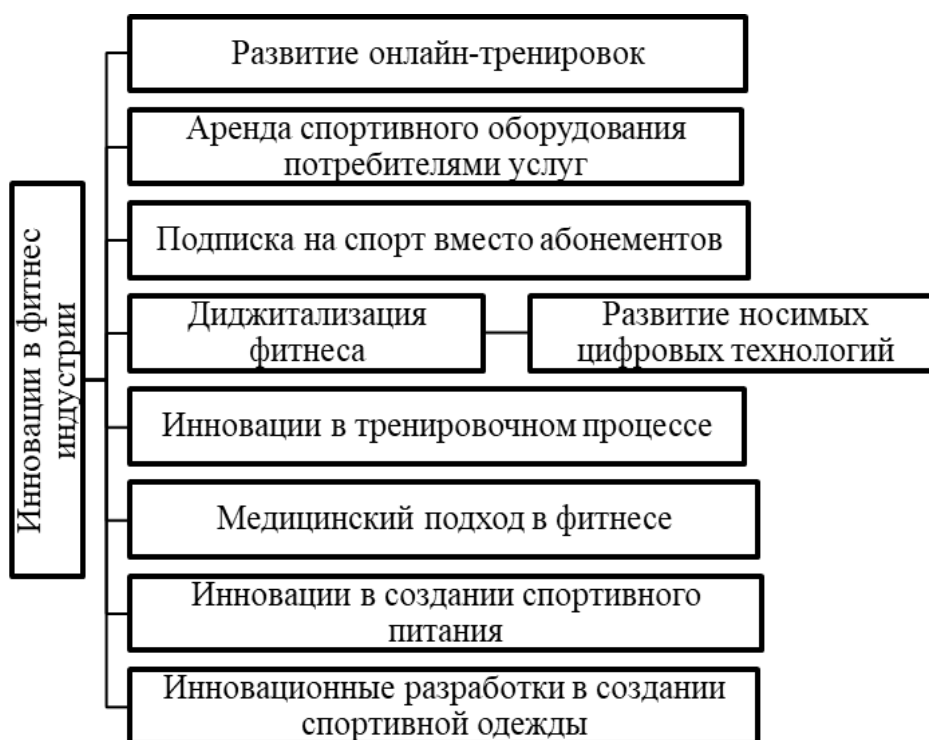 Инновации в фитнес
индустрии
Развитие онлайн-тренировок
Аренда спортивного оборудования
потребителями услуг
Подписка на спорт вместо абонементов
Диджитализация
фитнеса
Развитие носимых
цифровых технологий
Инновации в тренировочном процессе
Медицинский подход в фитнесе
Инновации в создании спортивного
питания
Инновационные разработки в создании
спортивной одежды